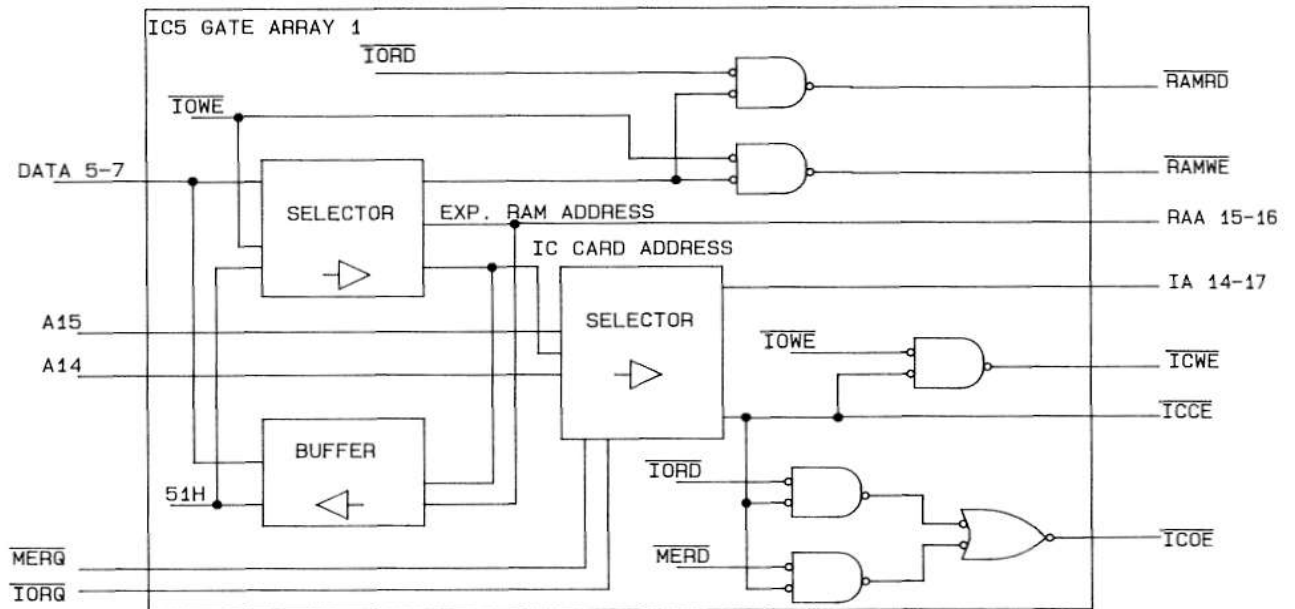 IC5 GATE ARRAY 1
IORD
RAMRD
IOWE
DATA 5-7
RAMWE
SELECTOR
EXP. RAM ADDRESS
RAA 15-16
IC CARD ADDRESS
IA 14-17
A15
SELECTOR
IOWE
ICWE
A14
ICCE
BUFFER
IORD
51H
ICOE
MERQ
MERD
IORQ